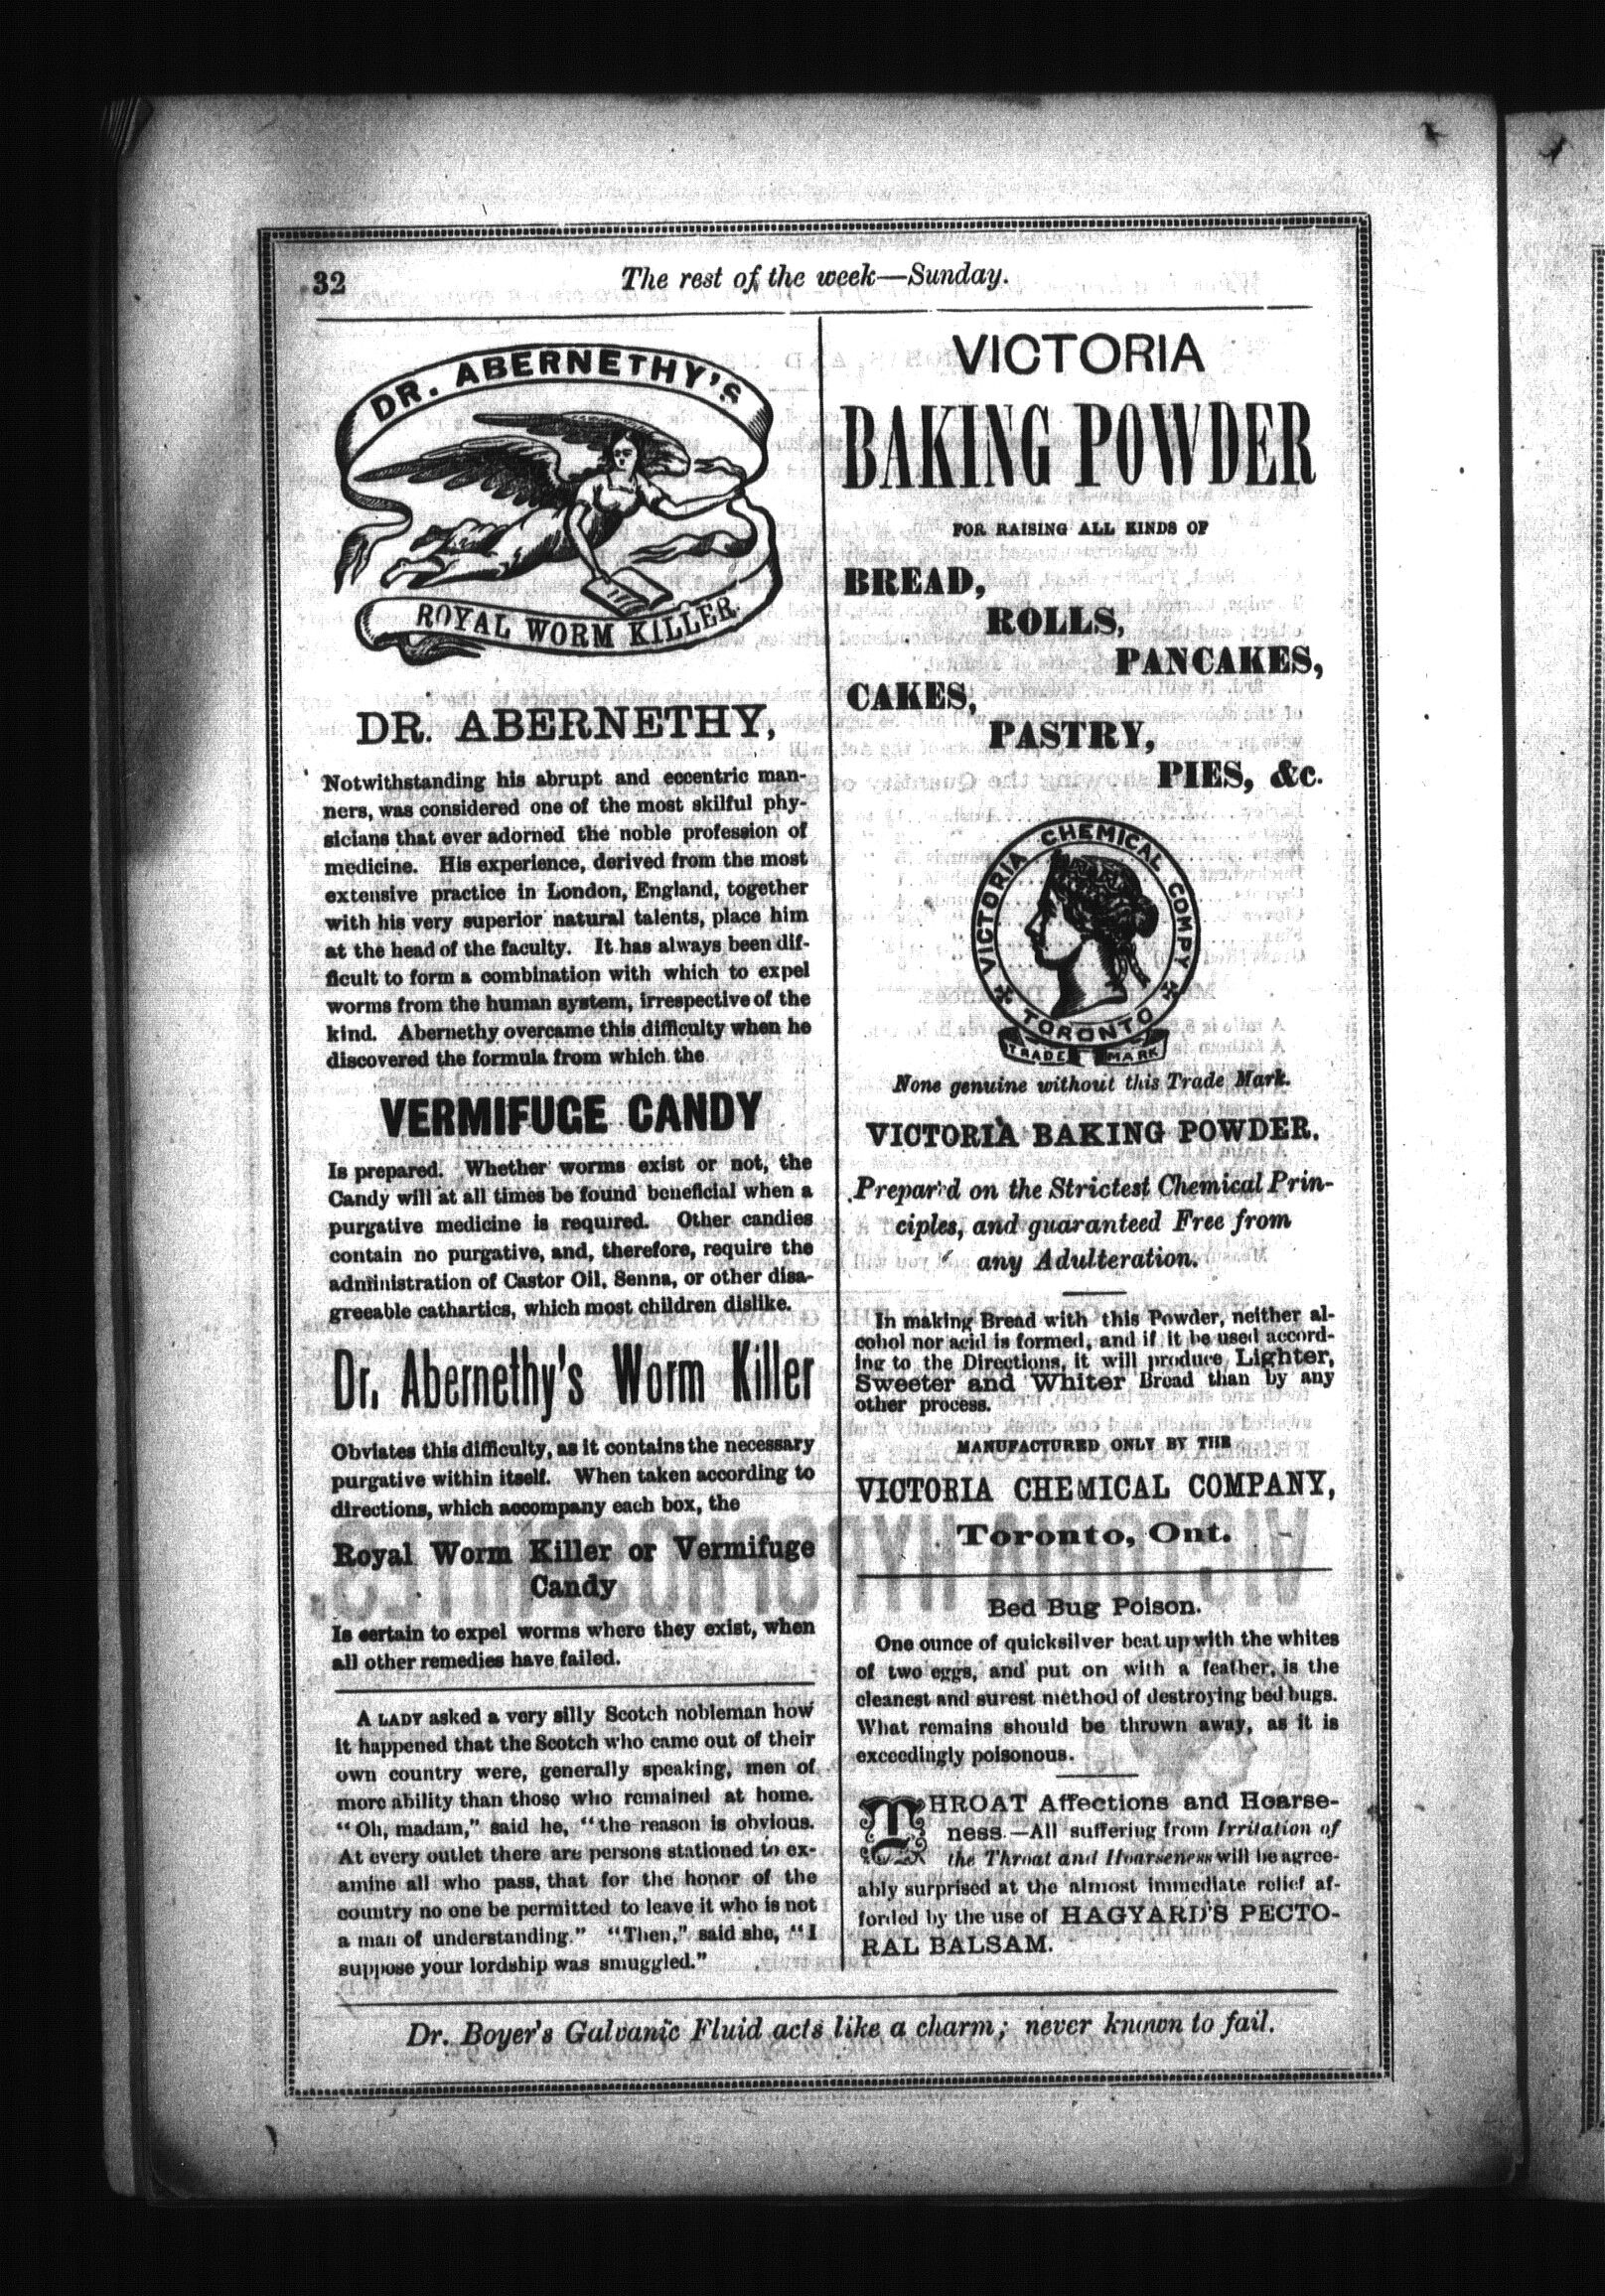 32
The rest of the week—Sunday.
DR. ABERNETHY'S
ROYAL WORM KILLER.
DR. ABERNETHY,
Notwithstanding his abrupt and eccentric man-
ners, was considered one of the most skilful phy-
sicians that ever adorned the noble profession of
medicine. His experience, derived from the most
extensive practice in London, England, together
with his very superior natural talents, place him
at the head of the faculty. It has always been dif-
ficult to form a combination with which to expel
worms from the human system, irrespective of the
kind. Abernethy overcame this difficulty when he
discovered the formula from which the
VERMIFUGE CANDY
Is prepared. Whether worms exist or not, the
Candy will at all times be found beneficial when a
purgative medicine is required. Other candies
contain no purgative, and, therefore, require the
administration of Castor Oil, Senna, or other disa-
greeable cathartics, which most children dislike.
Dr. Abernethy's Worm Killer
Obviates this difficulty, as it contains the necessary
purgative within itself. When taken according to
directions, which accompany each box, the
Royal Worm Killer or Vermifuge
Candy
Is certain to expel worms where they exist, when
all other remedies have failed.
A LADY asked a very silly Scotch nobleman how
it happened that the Scotch who came out of their
own country were, generally speaking, men of
more ability than those who remained at home.
"Oh, madam," said he, "the reason is obvious.
At every outlet there are persons stationed to ex-
amine all who pass, that for the honor of the
country no one be permitted to leave it who is not
a man of understanding." "Then," said she, "I
suppose your lordship was smuggled."
VICTORIA
BAKING POWDER
FOR RAISING ALL KINDS OF
BREAD,
ROLLS,
PANCAKES,
CAKES,
PASTRY,
PIES, &c.
VICTORIA CHEMICAL COMPY
TORONTO
TRADE MARK
None genuine without this Trade Mark.
VICTORIA BAKING POWDER.
Prepar'd on the Strictest Chemical Prin-
ciples, and guaranteed Free from
any Adulteration.
In making Bread with this Powder, neither al-
cohol nor acid is formed, and if it be used accord-
ing to the Directions, it will produce Lighter,
Sweeter and Whiter Bread than by any
other process.
MANUFACTURED ONLY BY THE
VICTORIA CHEMICAL COMPANY,
Toronto, Ont.
Bed Bug Poison.
One ounce of quicksilver beat up with the whites
of two eggs, and put on with a feather, is the
cleanest and surest method of destroying bed bugs.
What remains should be thrown away, as it is
exceedingly poisonous.
THROAT Affections and Hoarse-
ness.—All suffering from Irritation of
the Throat and Hoarseness will be agree-
ably surprised at the almost immediate relief af-
forded by the use of HAGYARD'S PECTO-
RAL BALSAM.
Dr. Boyer's Galvanic Fluid acts like a charm; never known to fail.